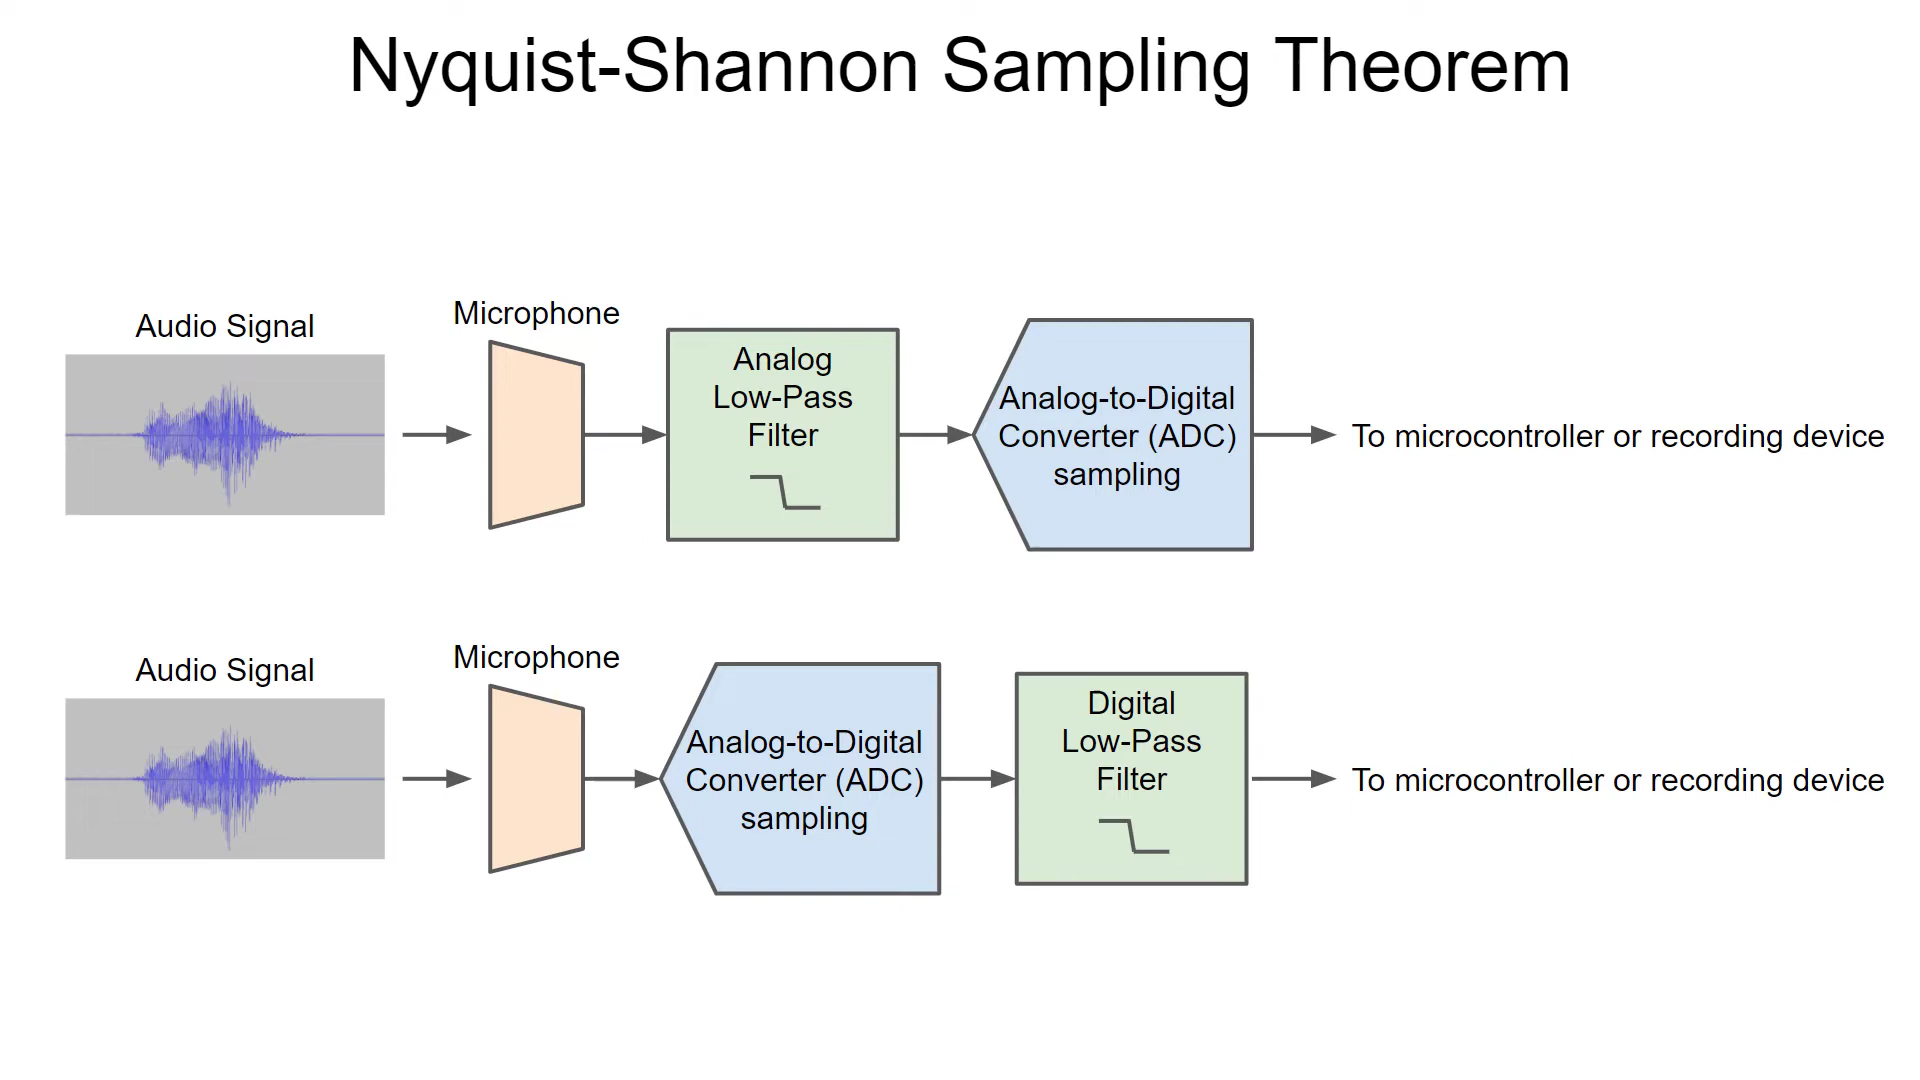 Nyquist-Shannon Sampling Theorem
Audio Signal
Microphone
Analog
Low-Pass
Filter
Analog-to-Digital
Converter (ADC)
sampling
To microcontroller or recording device
Audio Signal
Microphone
Analog-to-Digital
Converter (ADC)
sampling
Digital
Low-Pass
Filter
To microcontroller or recording device